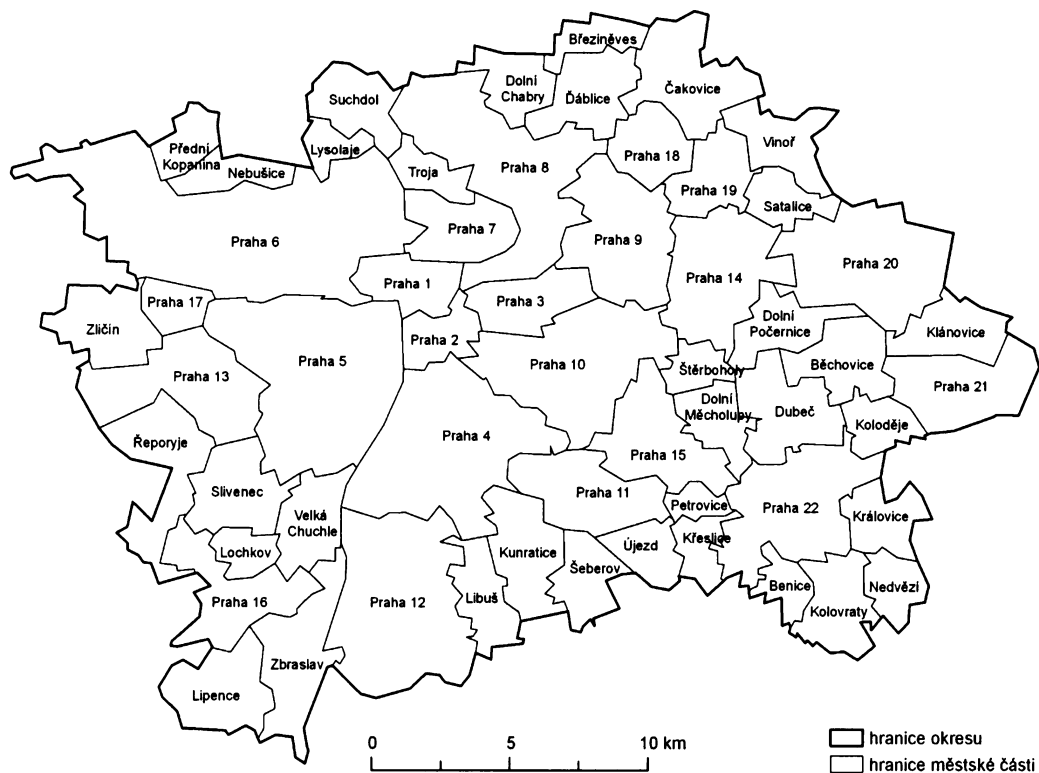 Březiněves
Dolní
Chabry
Ďáblice
Čakovice
Suchdol
Přední
Kopanina
Lysolaje
Nebušice
Troja
Praha 8
Praha 18
Vinoř
Praha 19
Satalice
Praha 6
Praha 7
Praha 9
Praha 14
Praha 20
Praha 1
Praha 17
Praha 3
Zličín
Praha 2
Dolní
Počernice
Klánovice
Praha 13
Praha 5
Praha 10
Štěrboholy
Běchovice
Praha 21
Dolní
Měcholupy
Dubeč
Koloděje
Řeporyje
Praha 4
Praha 15
Slivenec
Praha 11
Petrovice
Praha 22
Královice
Velká
Chuchle
Lochkov
Kunratice
Šeberov
Újezd
Křeslice
Praha 16
Praha 12
Libuš
Benice
Kolovraty
Nedvězí
Zbraslav
Lipence
0 5 10 km
hranice okresu
hranice městské části